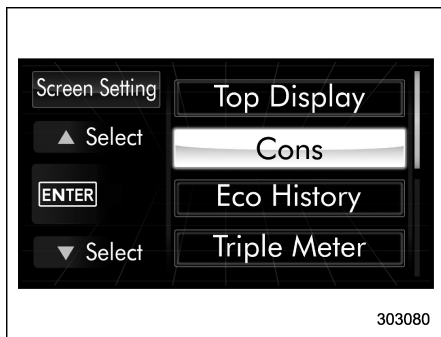 Screen Setting
Top Display
▲ Select
Cons
ENTER
Eco History
▼ Select
Triple Meter
303080